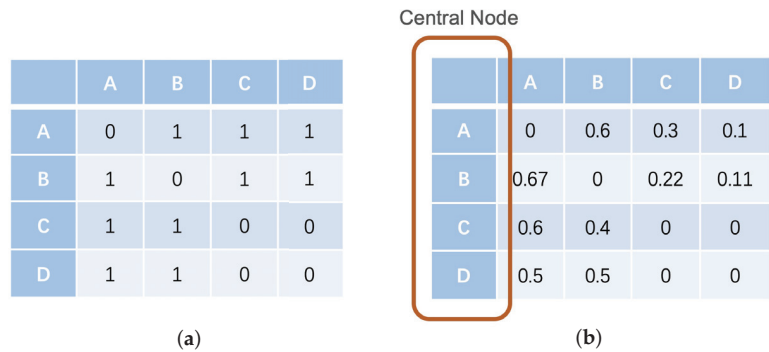 Central Node
A B C D
A 0 1 1 1
B 1 0 1 1
C 1 1 0 0
D 1 1 0 0
(a)
A B C D
A 0 0.6 0.3 0.1
B 0.67 0 0.22 0.11
C 0.6 0.4 0 0
D 0.5 0.5 0 0
(b)